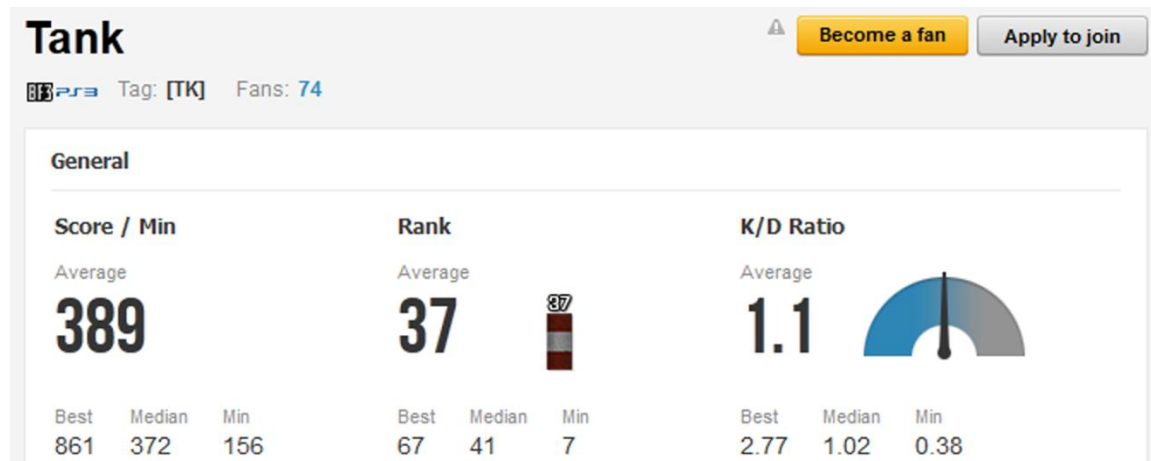 Tank
Become a fan
Apply to join
BF3 PS3 Tag: [TK] Fans: 74
General
Score / Min
Rank
K/D Ratio
Average
Average
Average
389
37
37
1.1
Best Median Min
Best Median Min
Best Median Min
861 372 156
67 41 7
2.77 1.02 0.38